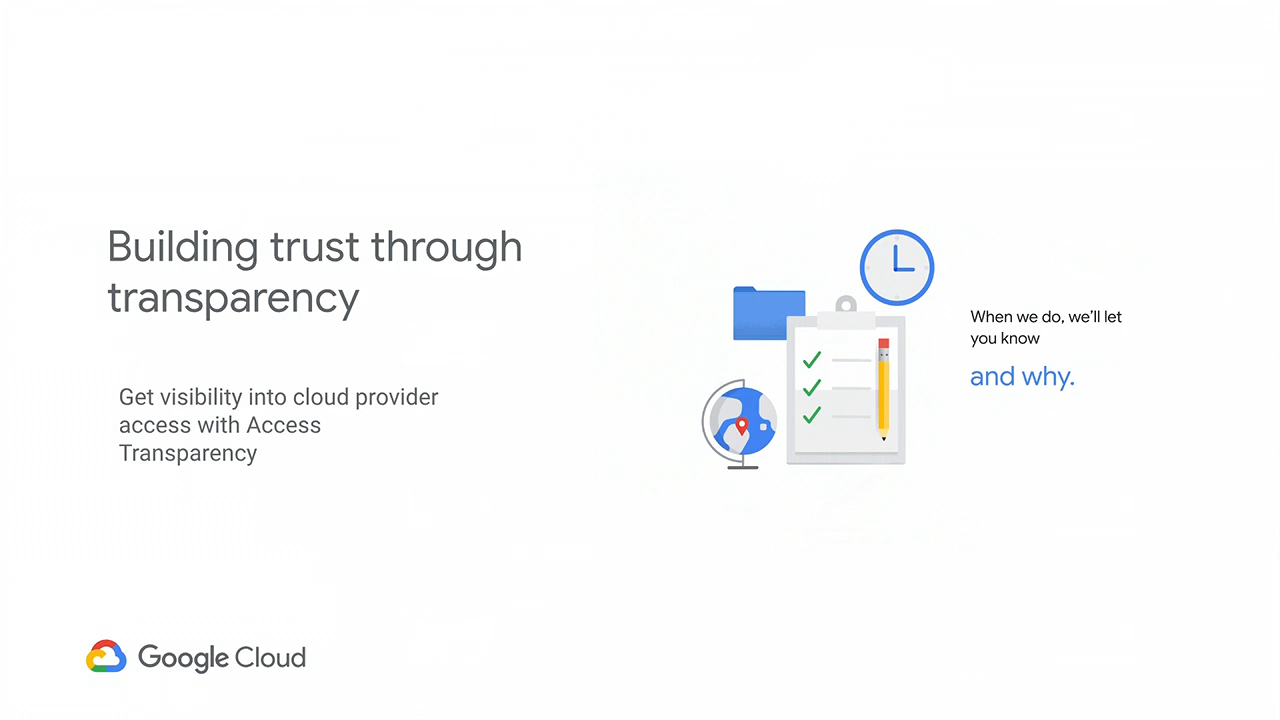 Building trust through
transparency
Get visibility into cloud provider
access with Access
Transparency
When we do, we'll let
you know
and why.
Google Cloud